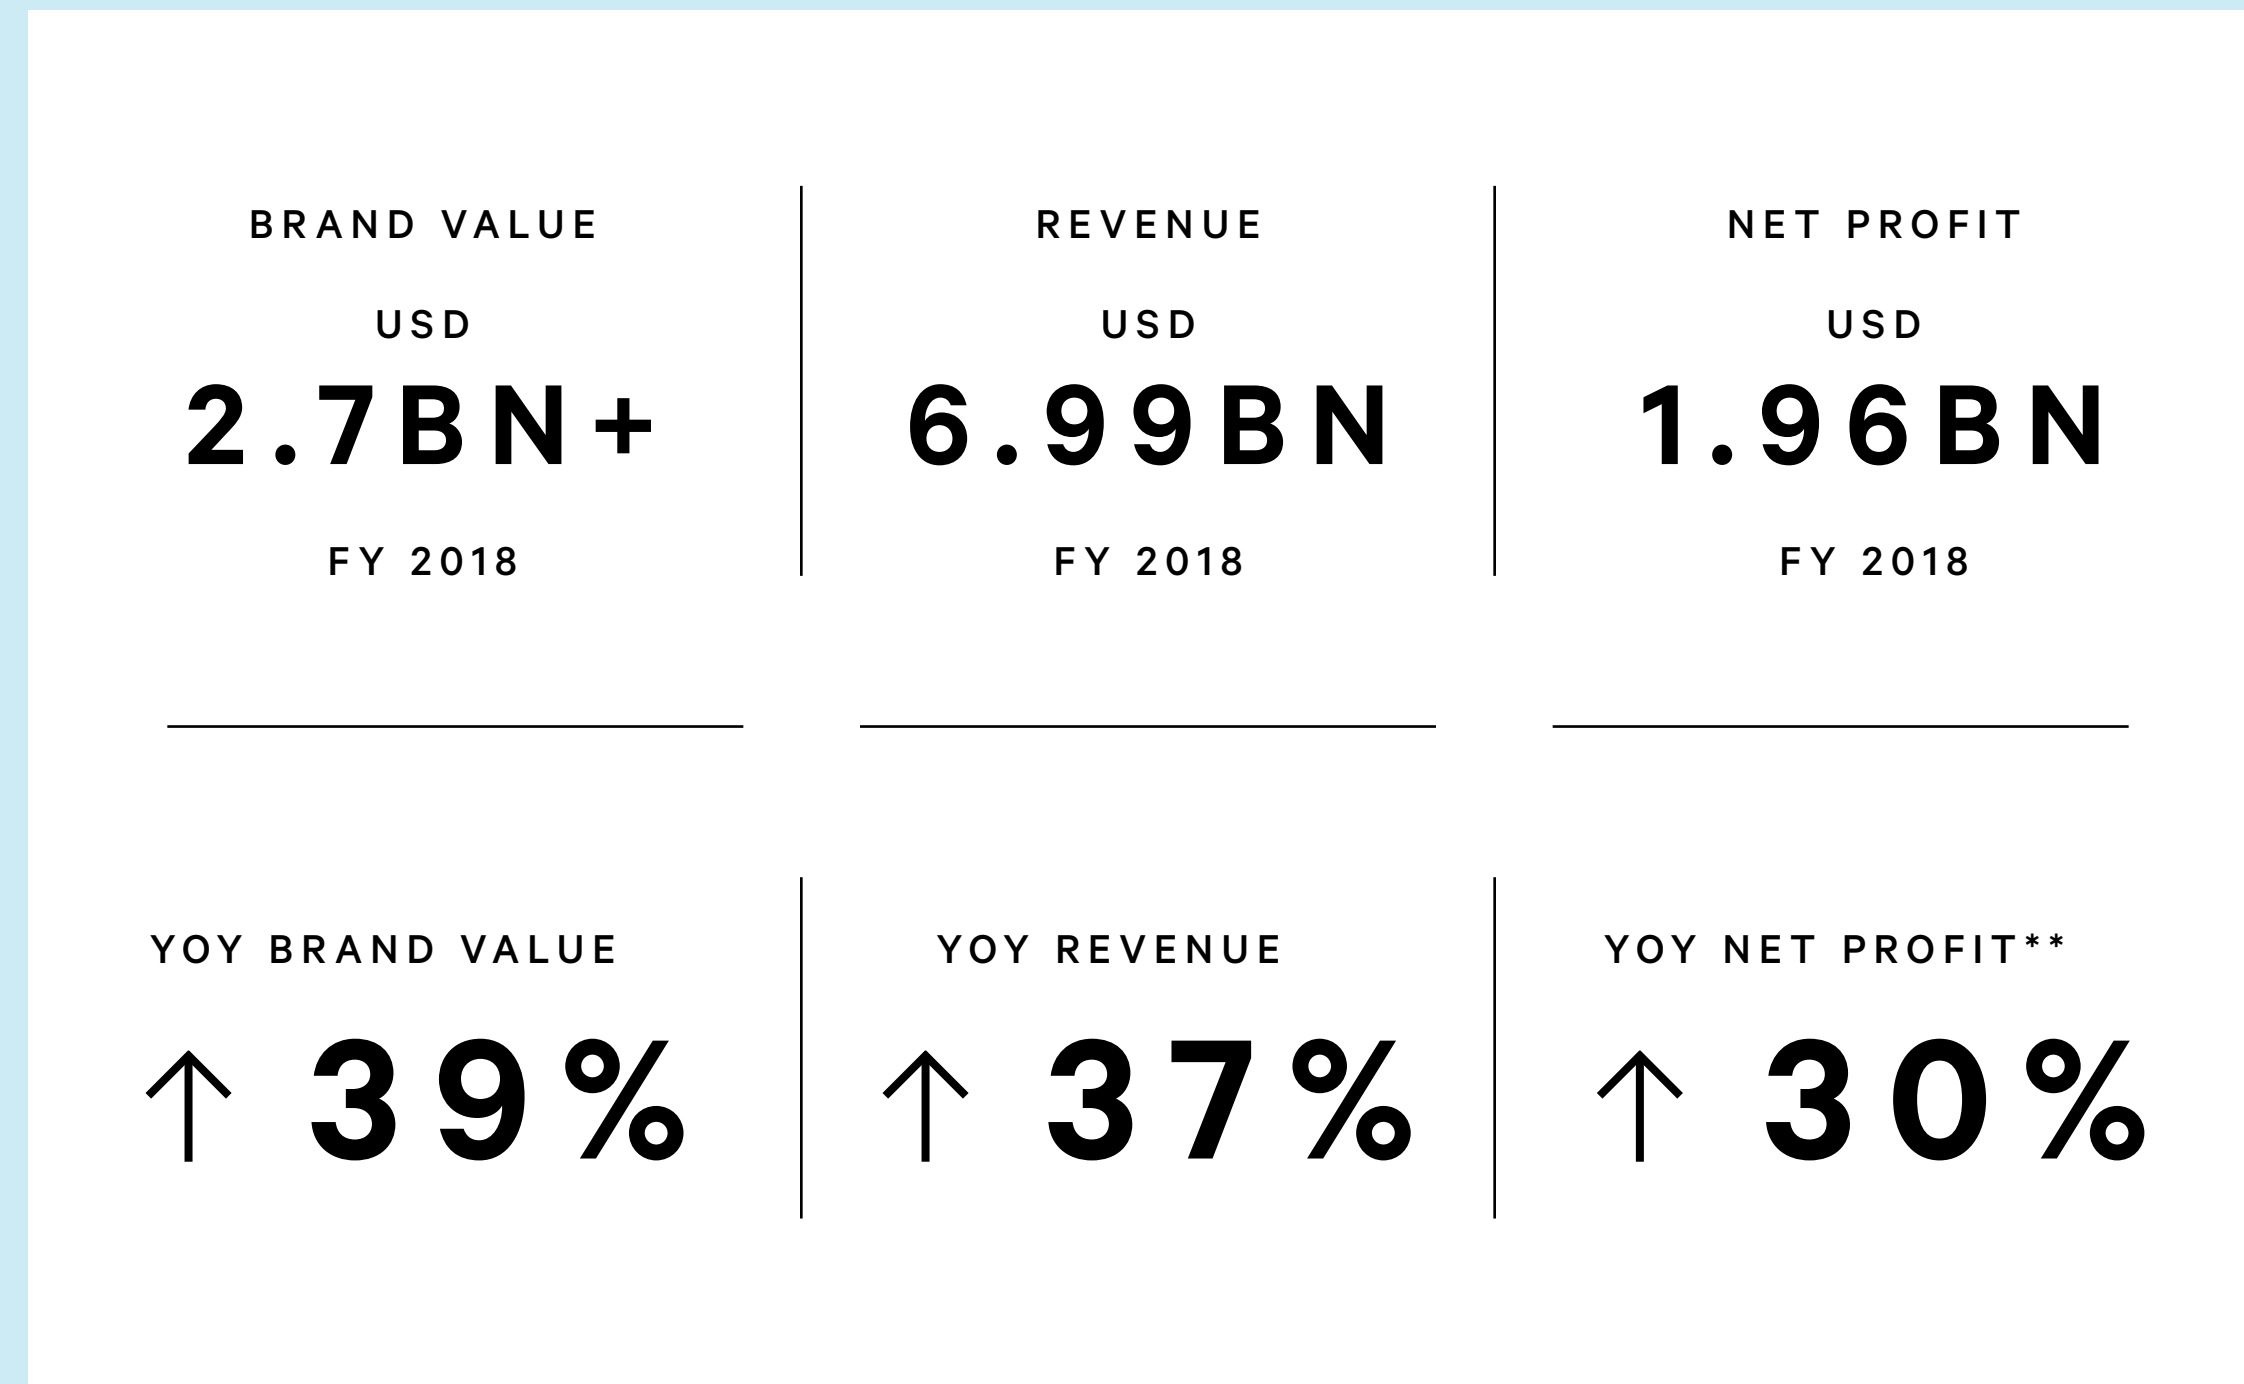 BRAND VALUE
USD
2.7BN+
FY 2018
REVENUE
USD
6.99BN
FY 2018
NET PROFIT
USD
1.96BN
FY 2018
YOY BRAND VALUE
↑ 39%
YOY REVENUE
↑ 37%
YOY NET PROFIT**
↑ 30%